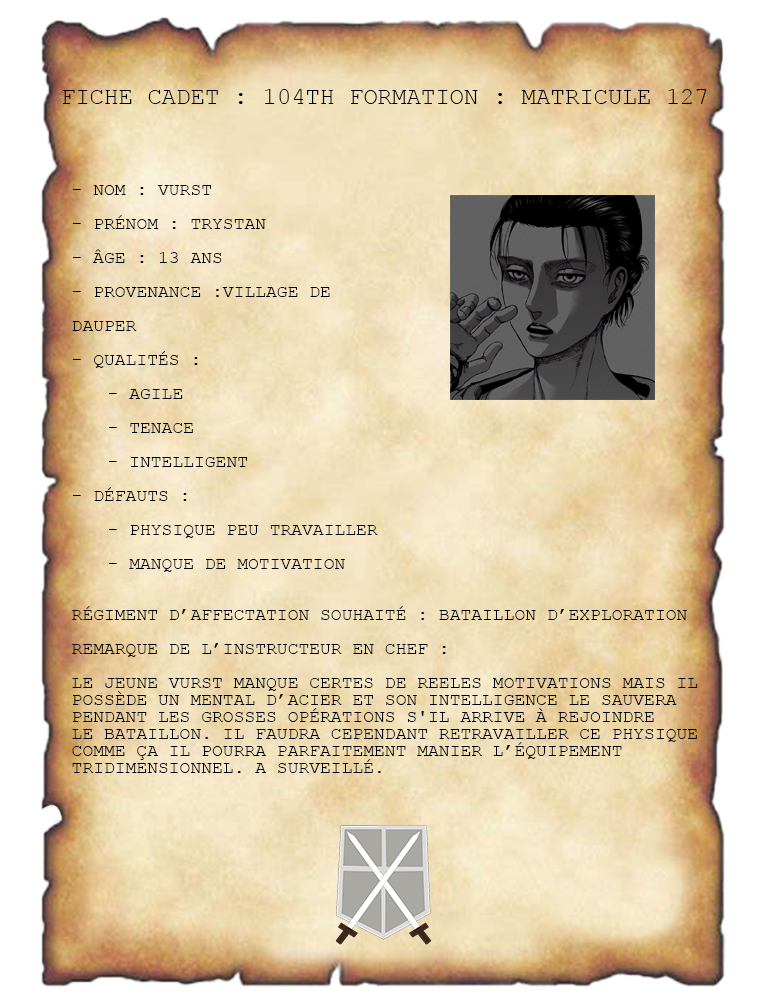 FICHE CADET : 104TH FORMATION : MATRICULE 127
- NOM : VURST
- PRÉNOM : TRYSTAN
- ÂGE : 13 ANS
- PROVENANCE :VILLAGE DE
DAUPER
- QUALITÉS :
- AGILE
- TENACE
- INTELLIGENT
- DÉFAUTS :
- PHYSIQUE PEU TRAVAILLER
- MANQUE DE MOTIVATION
RÉGIMENT D’AFFECTATION SOUHAITÉ : BATAILLON D’EXPLORATION
REMARQUE DE L’INSTRUCTEUR EN CHEF :
LE JEUNE VURST MANQUE CERTES DE REELES MOTIVATIONS MAIS IL
POSSÈDE UN MENTAL D’ACIER ET SON INTELLIGENCE LE SAUVERA
PENDANT LES GROSSES OPÉRATIONS S'IL ARRIVE À REJOINDRE
LE BATAILLON. IL FAUDRA CEPENDANT RETRAVAILLER CE PHYSIQUE
COMME ÇA IL POURRA PARFAITEMENT MANIER L’ÉQUIPEMENT
TRIDIMENSIONNEL. A SURVEILLÉ.